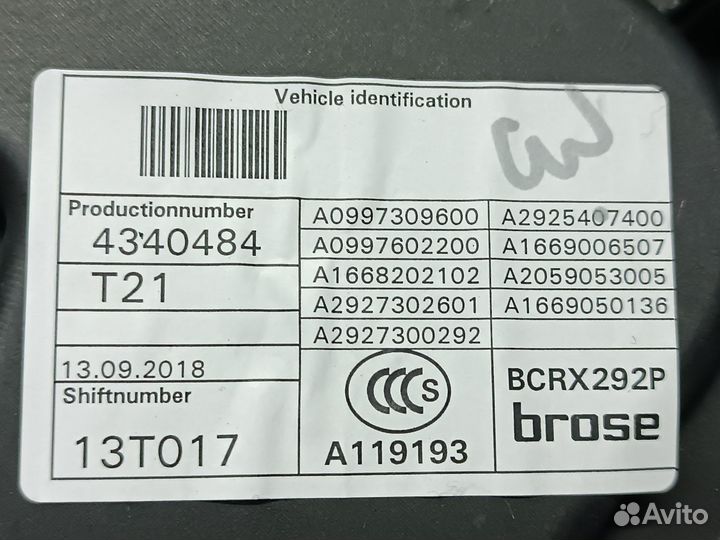 Vehicle identification
Productionnumber
4340484
T21
13.09.2018
Shiftnumber
13T017
A0997309600
A0997602200
A1668202102
A2927302601
A2927300292
A2925407400
A1669006507
A2059053005
A1669050136
CCC S
A119193
BCRX292P
brose
Avito